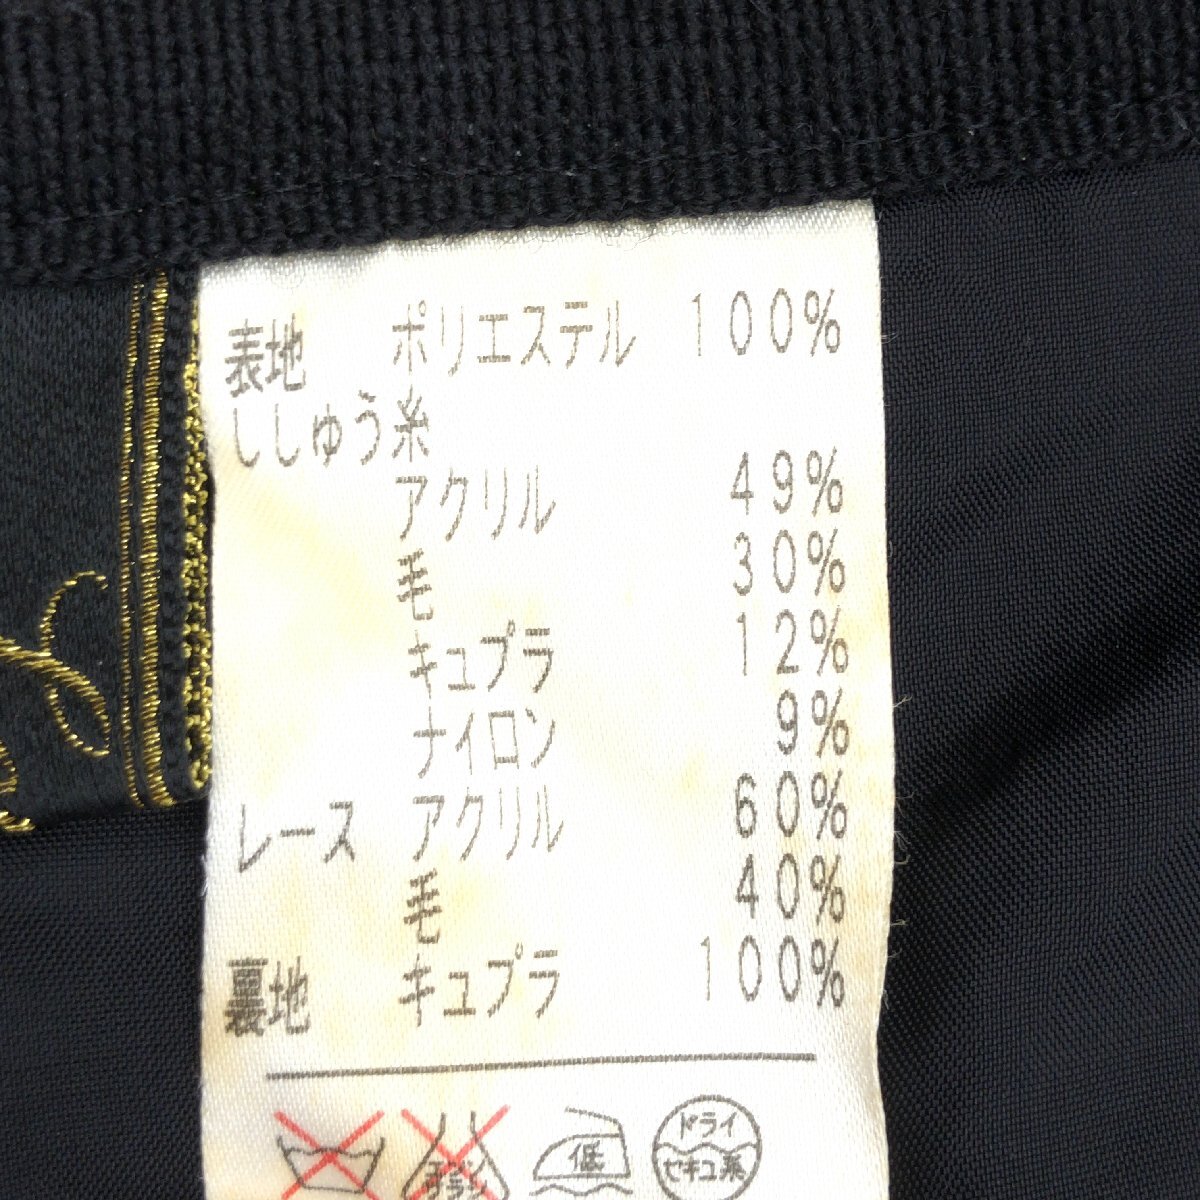 表地 ポリエステル 100%
ししゅう糸
アクリル 49%
毛 30%
キュプラ 12%
ナイロン 9%
レース アクリル 60%
毛 40%
裏地 キュプラ 100%
低
ドライ
セキユ系